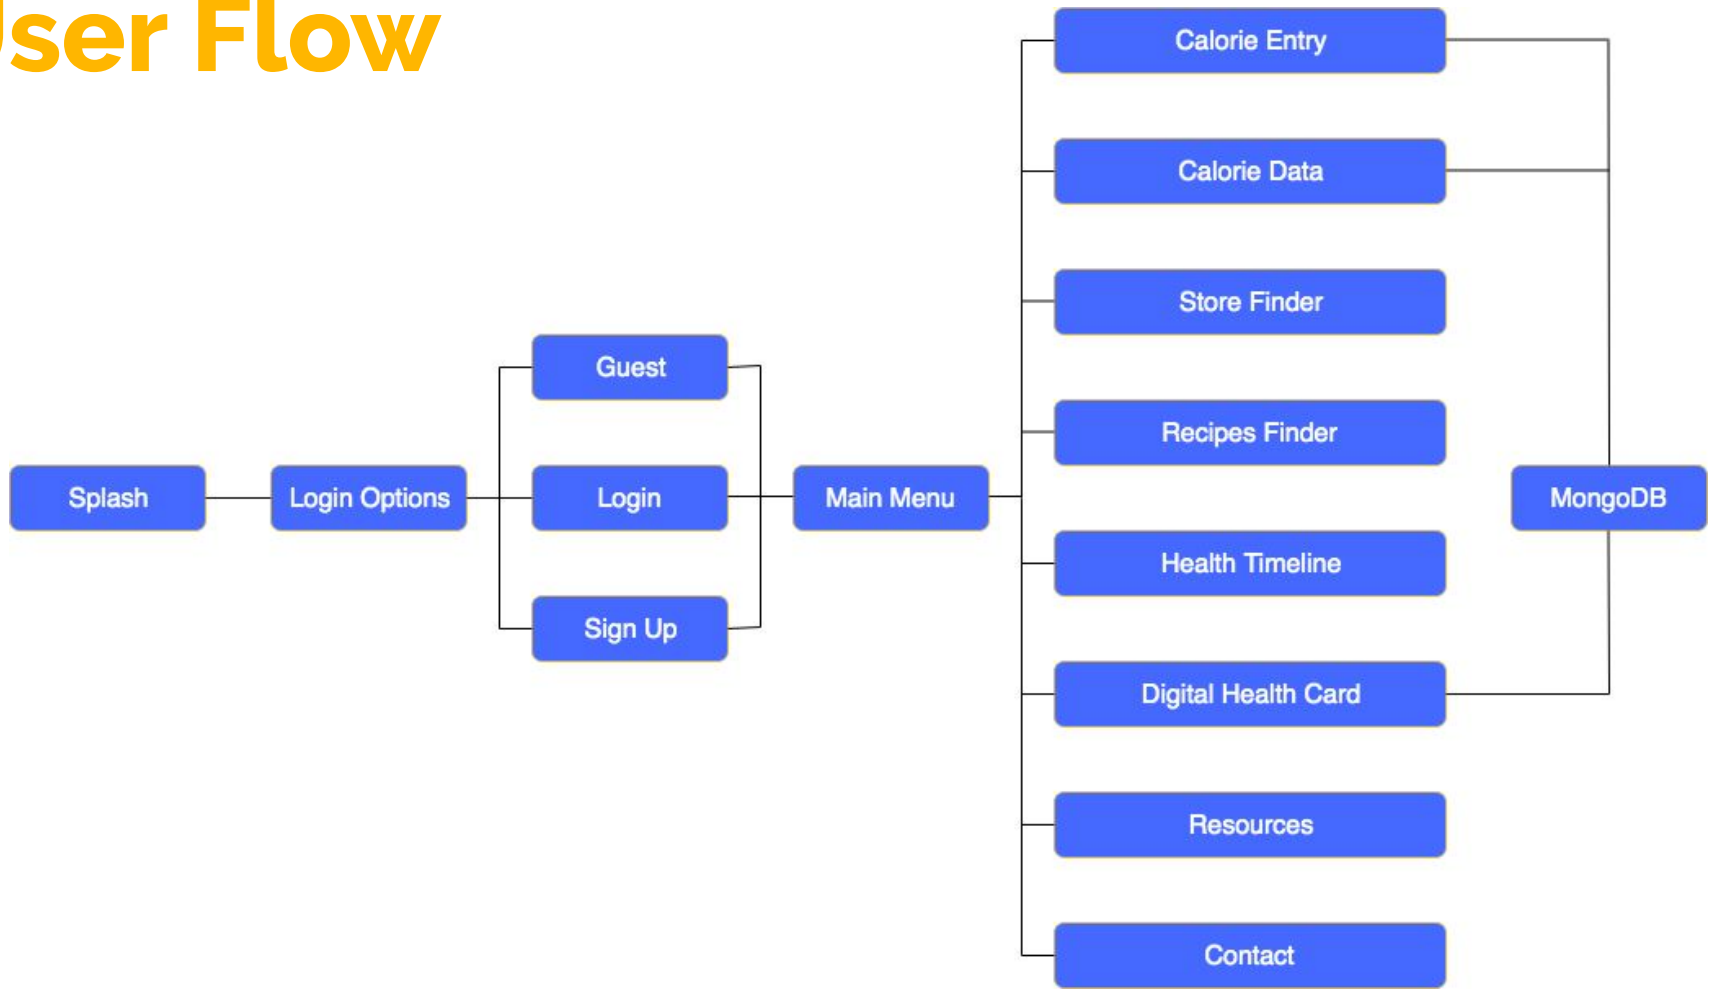 User Flow
Splash
Login Options
Guest
Login
Sign Up
Main Menu
Calorie Entry
Calorie Data
Store Finder
Recipes Finder
Health Timeline
Digital Health Card
Resources
Contact
MongoDB